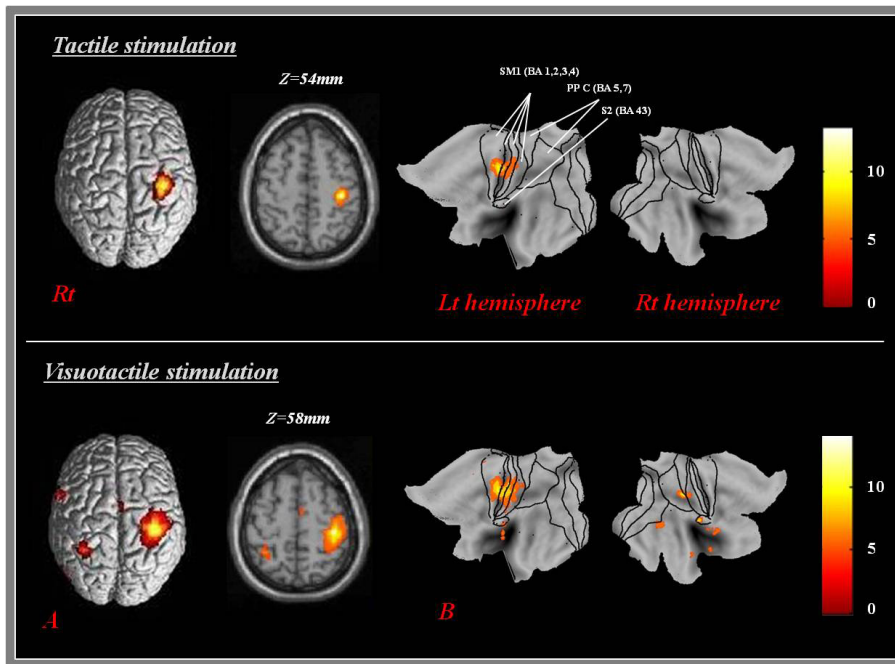 Tactile stimulation
Z=54mm
SM1 (BA 1,2,3,4)
PP C (BA 5,7)
S2 (BA 43)
10
5
0
Rt
Lt hemisphere
Rt hemisphere
Visuotactile stimulation
Z=58mm
10
5
0
A
B